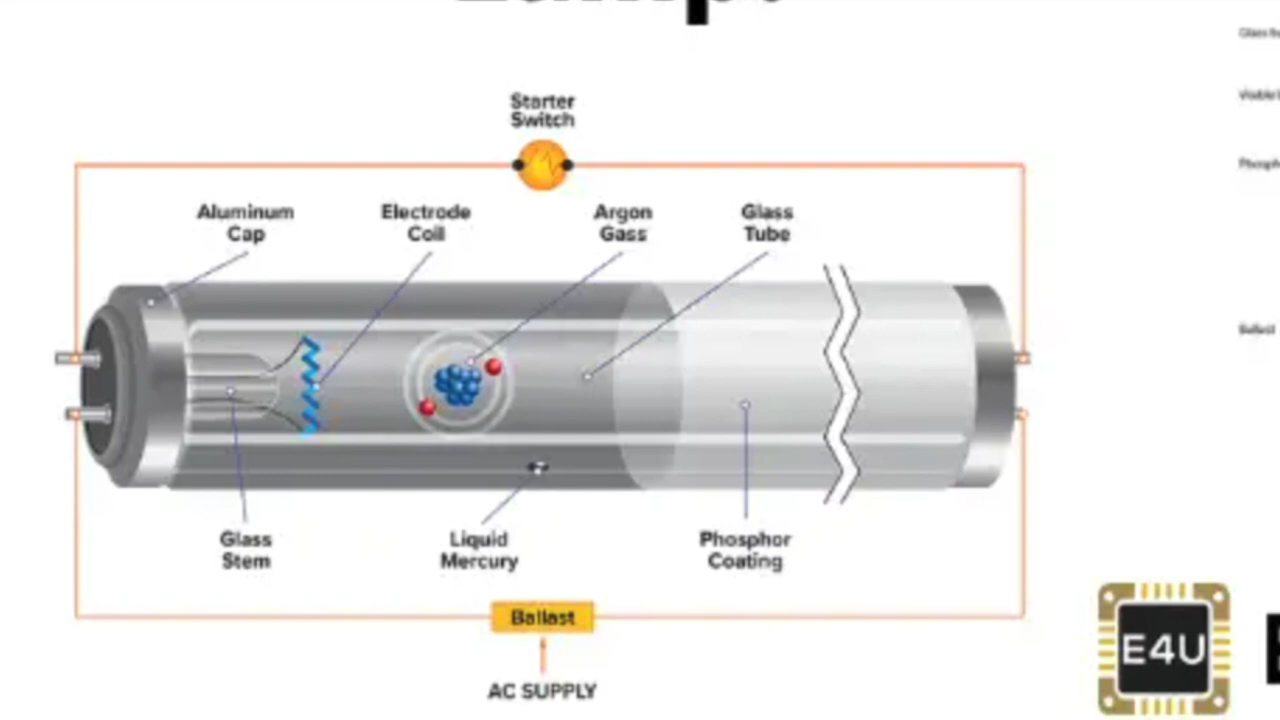 Starter
Switch
Aluminum
Cap
Electrode
Coil
Argon
Gass
Glass
Tube
Glass
Stem
Liquid
Mercury
Phosphor
Coating
Ballast
AC SUPPLY
Ballast
E4U